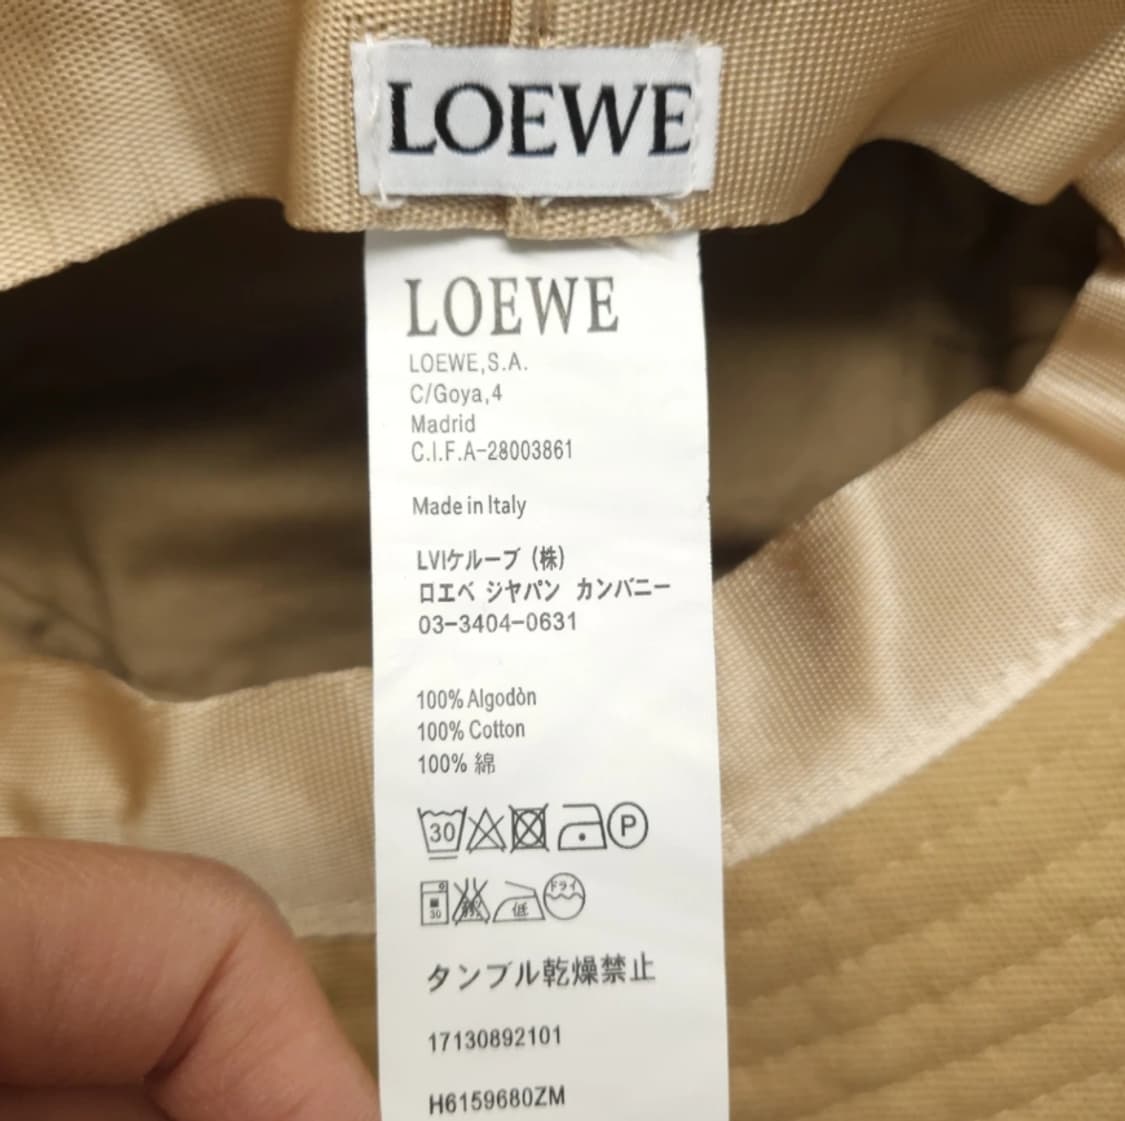 LOEWE
LOEWE
LOEWE,S.A.
C/Goya,4
Madrid
C.I.F.A-28003861
Made in Italy
LVIケループ (株)
ロエベ ジヤパン カンバニー
03-3404-0631
100% Algodòn
100% Cotton
100% 綿
30 P
30 低 ドライ
タンブル乾燥禁止
17130892101
H6159680ZM